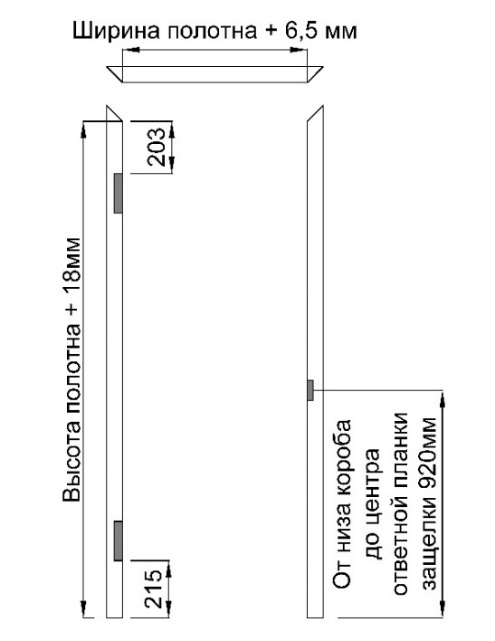 Ширина полотна + 6,5 мм
203
Высота полотна + 18мм
От низа короба
до центра
ответной планки
защелки 920мм
215